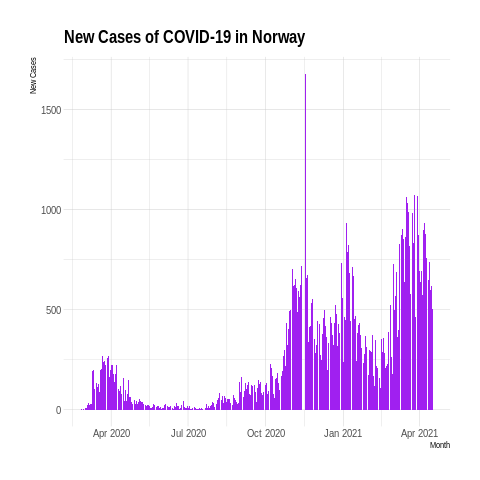 New Cases of COVID-19 in Norway
New Cases
1500
1000
500
0
Apr 2020 Jul 2020 Oct 2020 Jan 2021 Apr 2021
Month